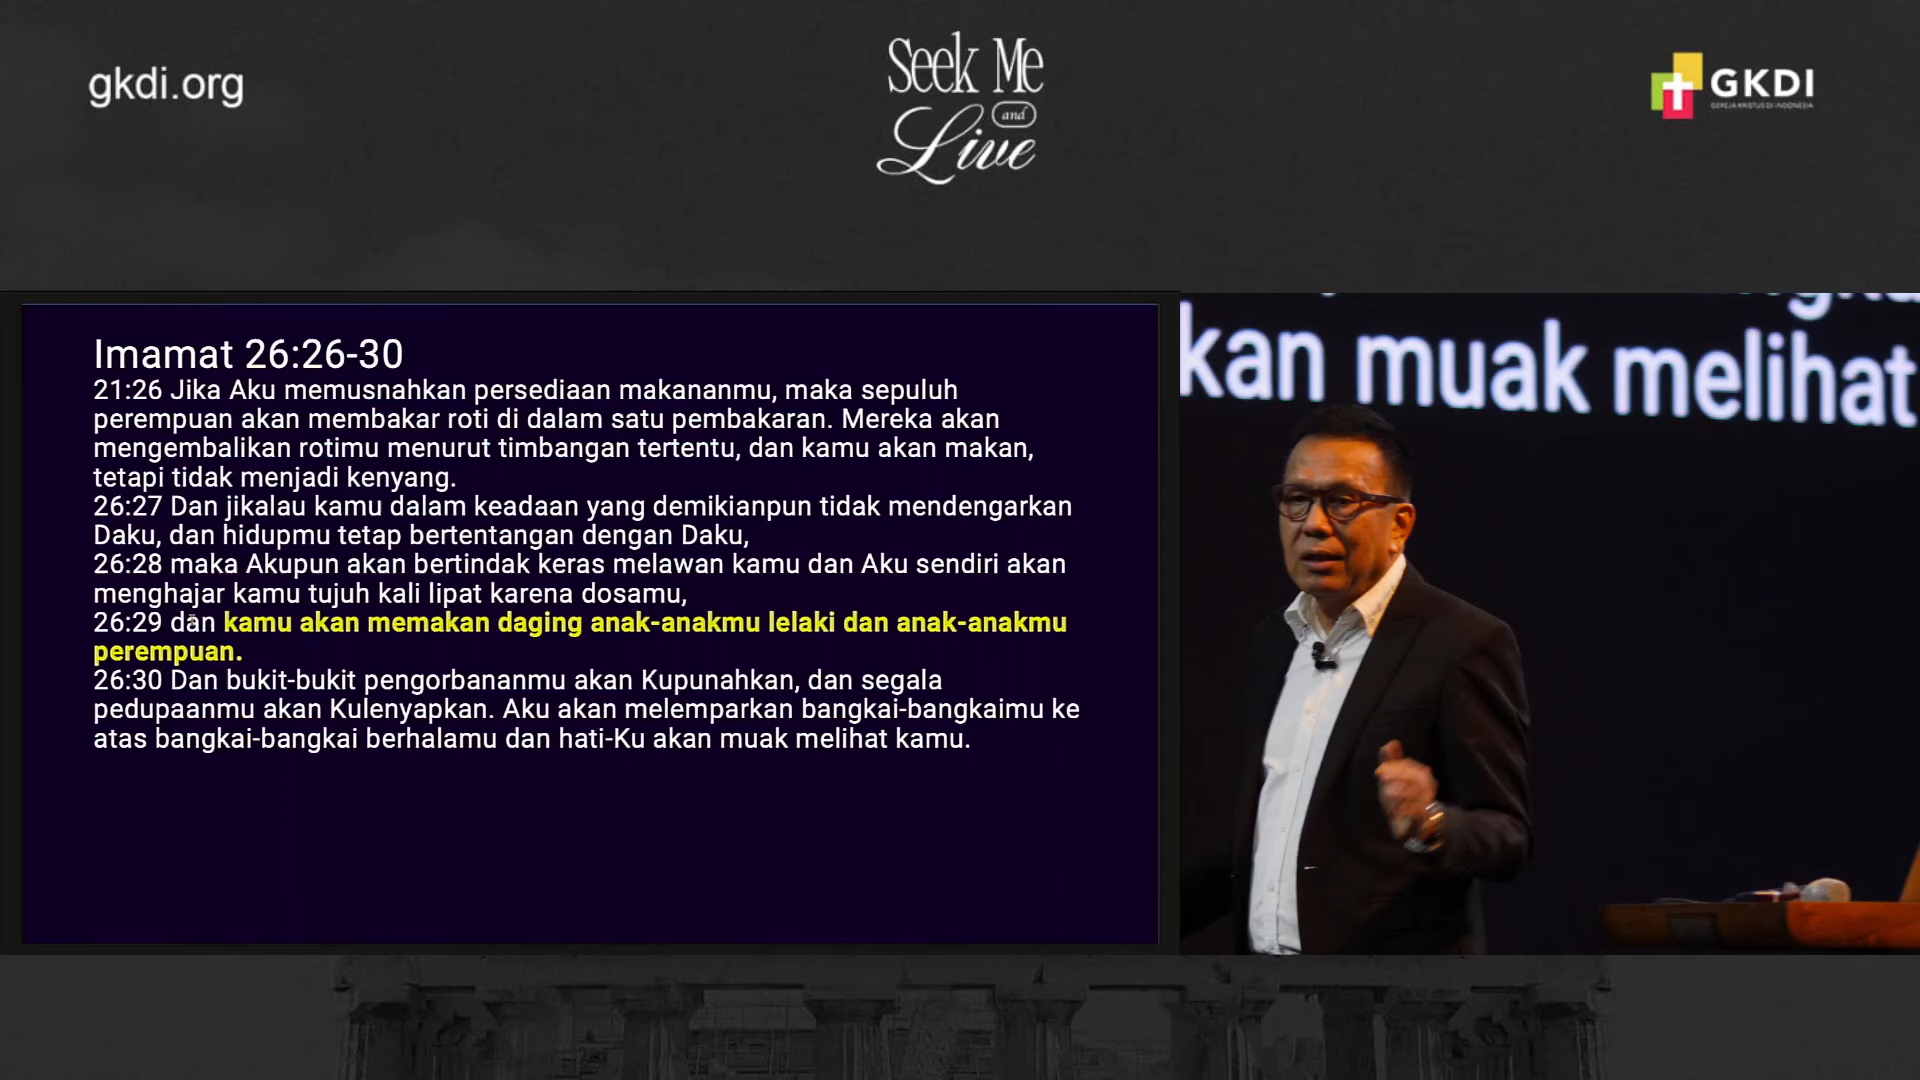 gkdi.org
Seek Me
and
Live
GKDI
GEREJA KRISTUS DI INDONESIA
Imamat 26:26-30
21:26 Jika Aku memusnahkan persediaan makananmu, maka sepuluh
perempuan akan membakar roti di dalam satu pembakaran. Mereka akan
mengembalikan rotimu menurut timbangan tertentu, dan kamu akan makan,
tetapi tidak menjadi kenyang.
26:27 Dan jikalau kamu dalam keadaan yang demikianpun tidak mendengarkan
Daku, dan hidupmu tetap bertentangan dengan Daku,
26:28 maka Akupun akan bertindak keras melawan kamu dan Aku sendiri akan
menghajar kamu tujuh kali lipat karena dosamu,
26:29 dan kamu akan memakan daging anak-anakmu lelaki dan anak-anakmu
perempuan.
26:30 Dan bukit-bukit pengorbananmu akan Kupunahkan, dan segala
pedupaanmu akan Kulenyapkan. Aku akan melemparkan bangkai-bangkaimu ke
atas bangkai-bangkai berhalamu dan hati-Ku akan muak melihat kamu.
kan muak melihat